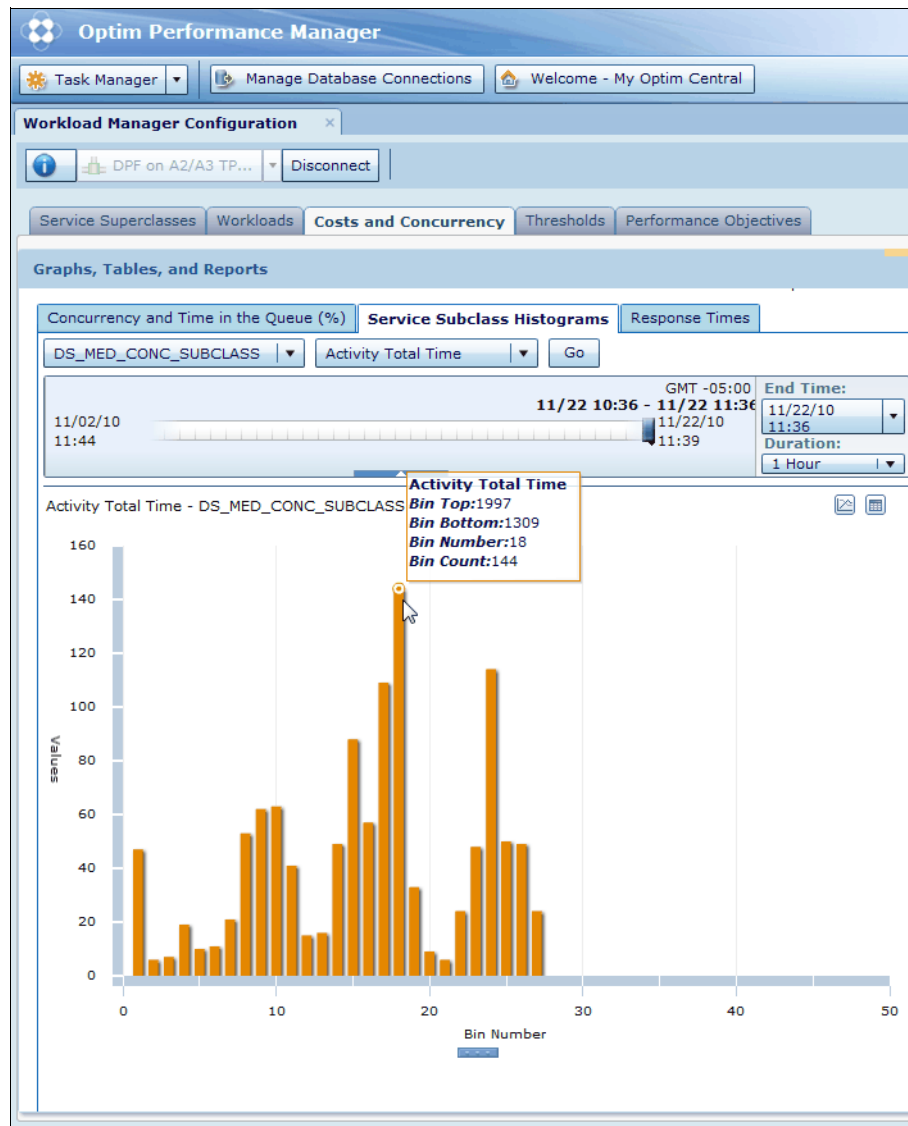 Optim Performance Manager
Task Manager Manage Database Connections Welcome - My Optim Central
Workload Manager Configuration ×
DPF on A2/A3 TP... Disconnect
Service Superclasses Workloads Costs and Concurrency Thresholds Performance Objectives
Graphs, Tables, and Reports
Concurrency and Time in the Queue (%) Service Subclass Histograms Response Times
DS_MED_CONC_SUBCLASS Activity Total Time Go
GMT -05:00 End Time:
11/22 10:36 - 11/22 11:36
11/02/10 11/22/10 11/22/10
11:44 11:39 11:36
Duration:
1 Hour
Activity Total Time
Bin Top:1997
Bin Bottom:1309
Bin Number:18
Bin Count:144
Activity Total Time - DS_MED_CONC_SUBCLASS
160
140
120
100
80
60
40
20
0
Values
0 10 20 30 40 50
Bin Number